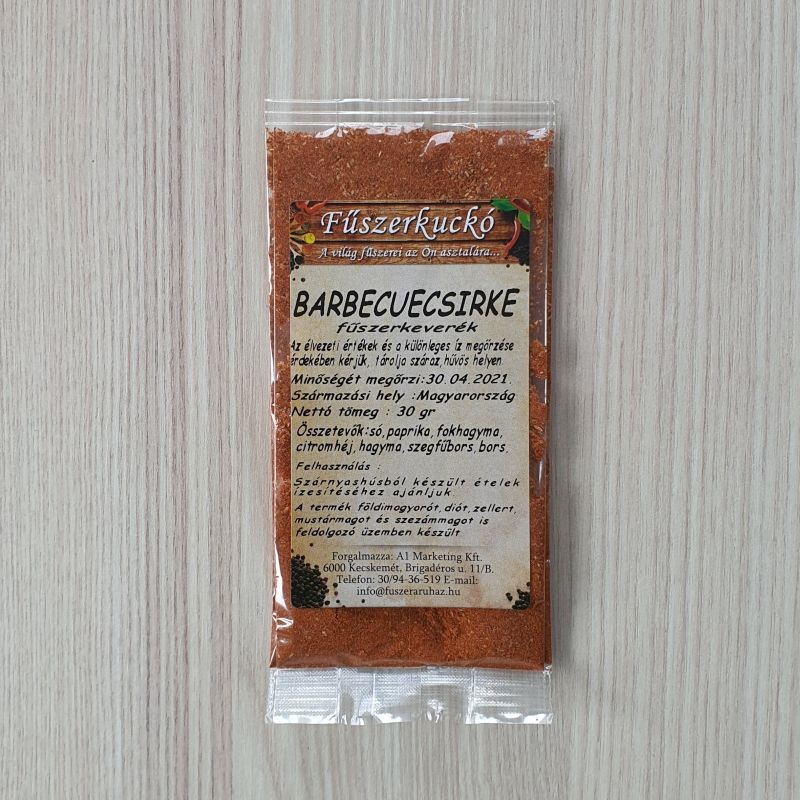 Fűszerkuckó
A világ fűszerei az Ön asztalára...
BARBECUECSIRKE
fűszerkeverék
Az élvezeti értékek és a különleges íz megőrzése
érdekében kérjük, tárolja száraz,hűvös helyen.
Minőségét megőrzi:30.04.2021.
Származási hely :Magyarország
Nettó tömeg : 30 gr
Összetevők:só,paprika,fokhagyma,
citromhéj,hagyma,szegfűbors,bors.
Felhasználás :
Szárnyashúsból készült ételek
ízesítéséhez ajánljuk
A termék földimogyorót,diót,zellert,
mustármagot és szezámmagot is
feldolgozó üzemben készült
Forgalmazza: A1 Marketing Kft.
6000 Kecskemét, Brigadéros u. 11/B.
Telefon: 30/94-36-519 E-mail:
info@fuszeraruhaz.hu